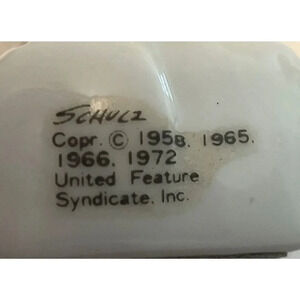 SCHULZ
Copr. © 1958, 1965,
1966, 1972
United Feature
Syndicate, Inc.